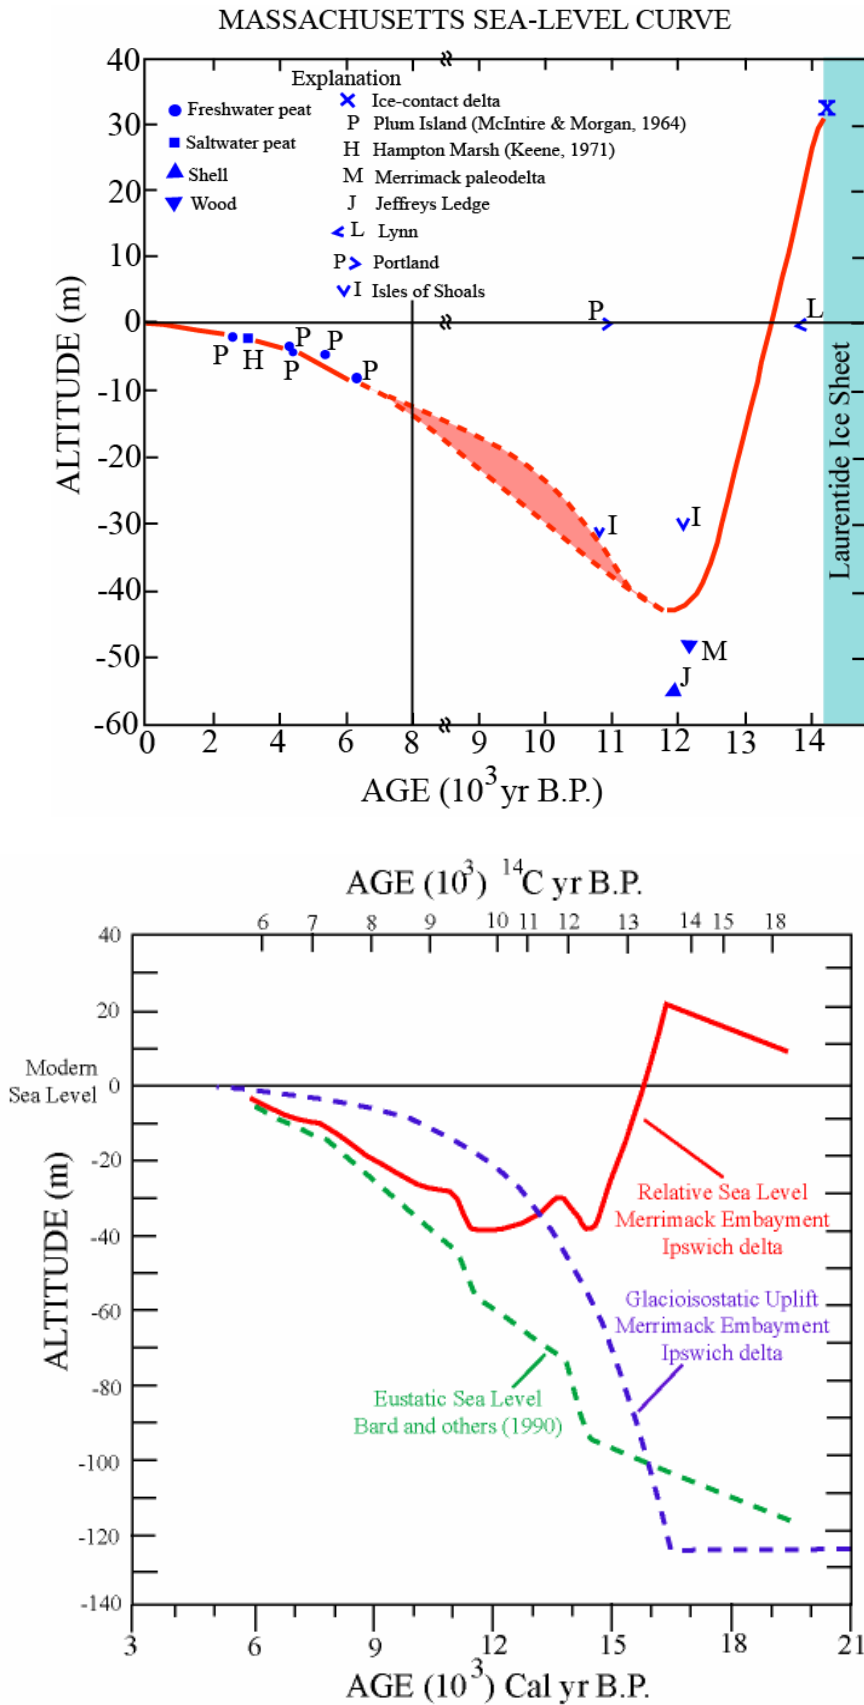 MASSACHUSETTS SEA-LEVEL CURVE
Explanation
Freshwater peat
Saltwater peat
Shell
Wood
Ice-contact delta
P Plum Island (McIntire & Morgan, 1964)
H Hampton Marsh (Keene, 1971)
M Merrimack paleodelta
J Jeffreys Ledge
L Lynn
P Portland
I Isles of Shoals
ALTITUDE (m)
40
30
20
10
0
-10
-20
-30
-40
-50
-60
P
H
P
P
P
P
P
L
I
I
M
J
Laurentide Ice Sheet
0 2 4 6 8 9 10 11 12 13 14
AGE (10³ yr B.P.)
AGE (10³) ¹⁴C yr B.P.
6 7 8 9 10 11 12 13 14 15 18
ALTITUDE (m)
40
20
Modern
Sea Level
0
-20
-40
-60
-80
-100
-120
-140
Relative Sea Level
Merrimack Embayment
Ipswich delta
Glacioisostatic Uplift
Merrimack Embayment
Ipswich delta
Eustatic Sea Level
Bard and others (1990)
3 6 9 12 15 18 21
AGE (10³) Cal yr B.P.